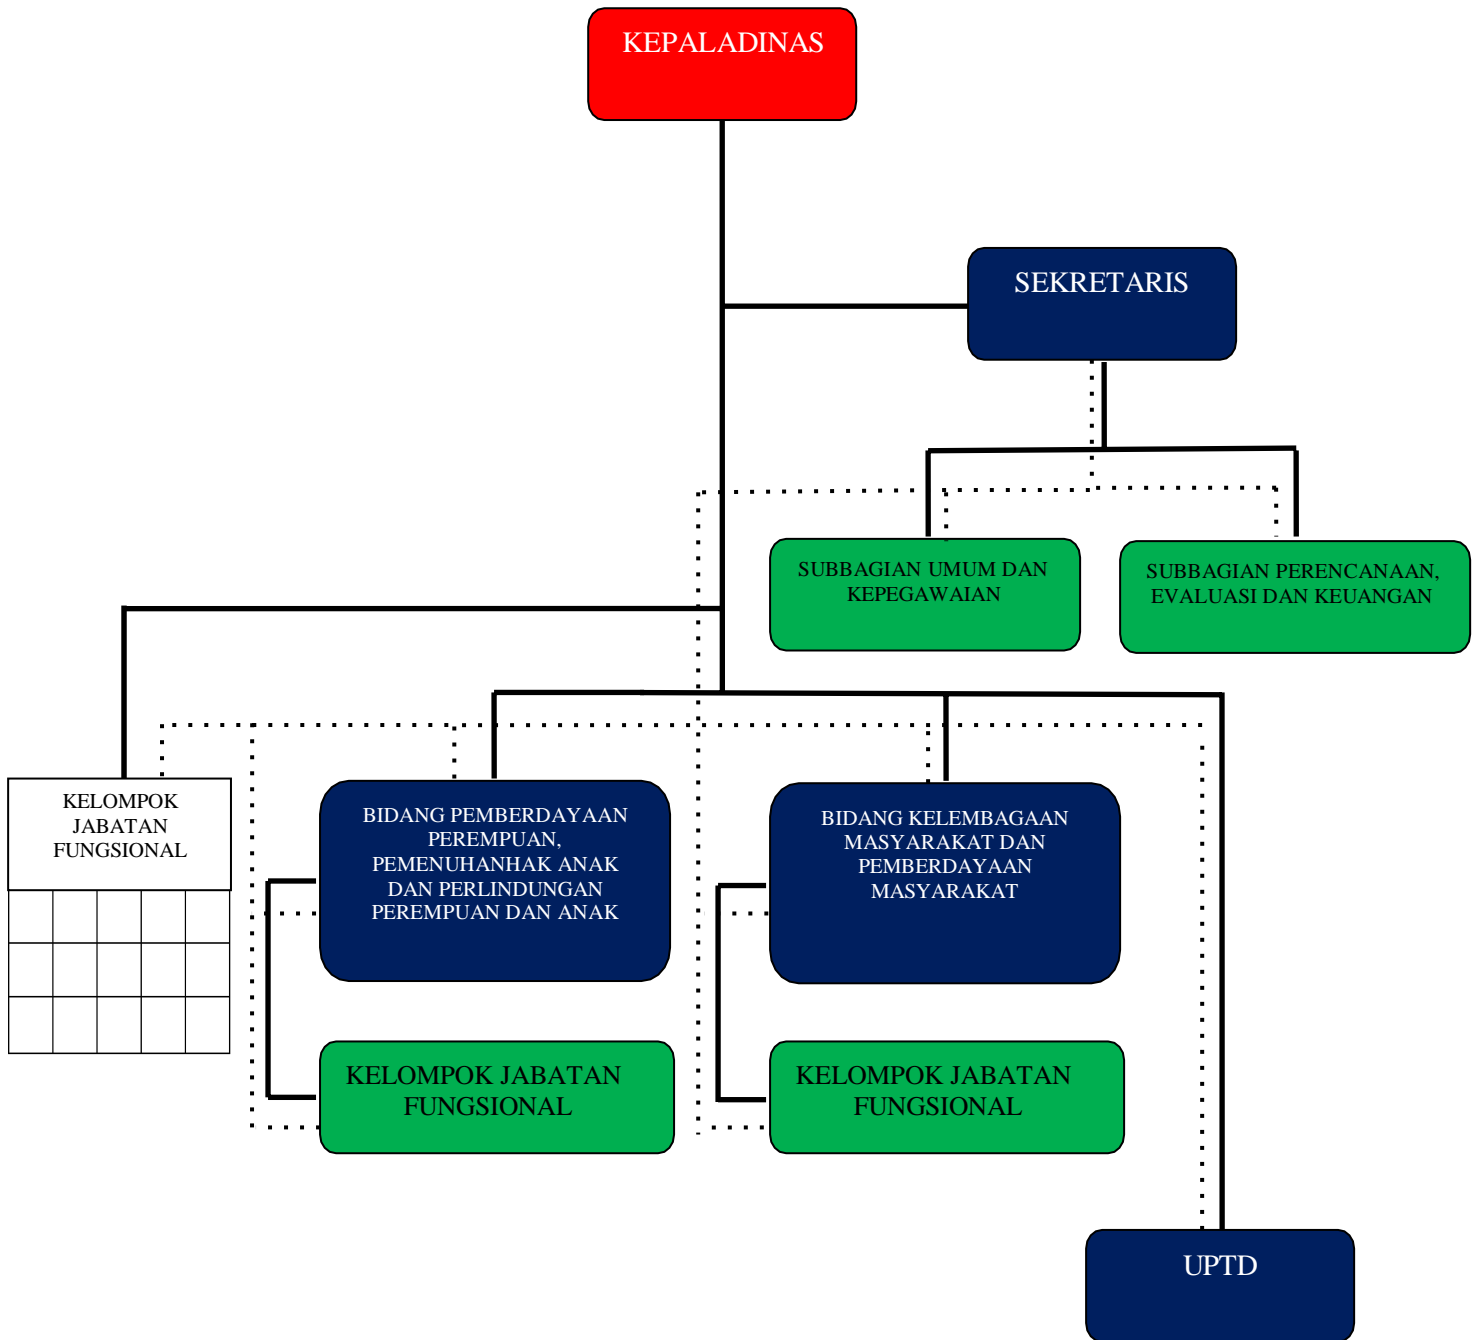 KEPALADINAS
SEKRETARIS
SUBBAGIAN UMUM DAN
KEPEGAWAIAN
SUBBAGIAN PERENCANAAN,
EVALUASI DAN KEUANGAN
KELOMPOK
JABATAN
FUNGSIONAL
BIDANG PEMBERDAYAAN
PEREMPUAN,
PEMENUHANHAK ANAK
DAN PERLINDUNGAN
PEREMPUAN DAN ANAK
BIDANG KELEMBAGAAN
MASYARAKAT DAN
PEMBERDAYAAN
MASYARAKAT
KELOMPOK JABATAN
FUNGSIONAL
KELOMPOK JABATAN
FUNGSIONAL
UPTD